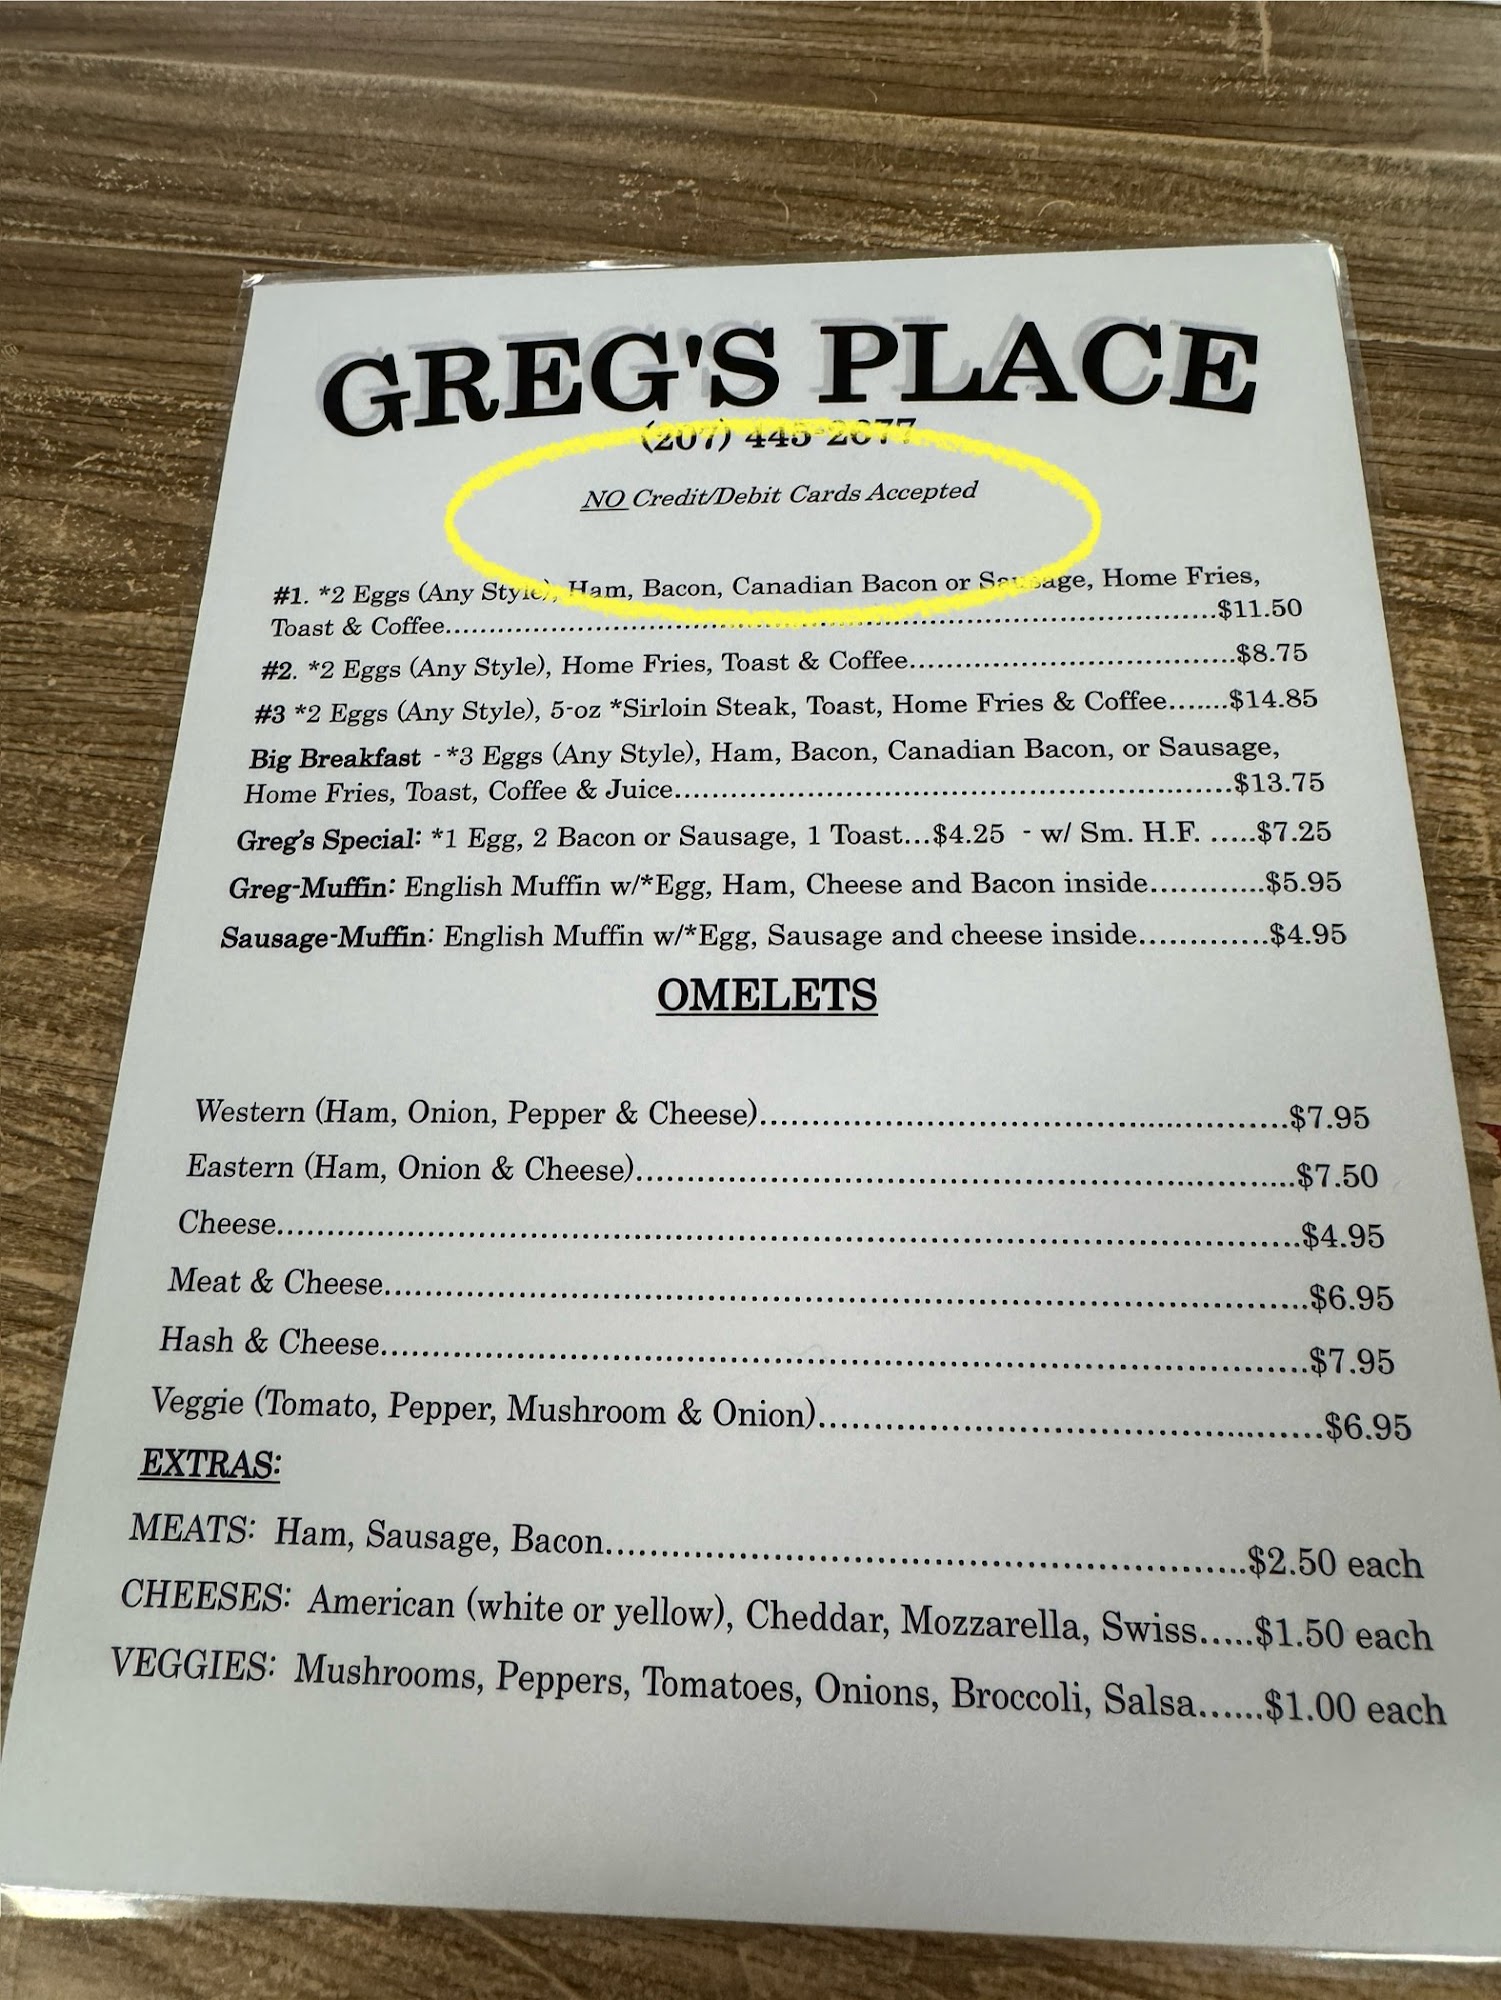 GREG'S PLACE
(207) 445-2677
NO Credit/Debit Cards Accepted
#1. *2 Eggs (Any Style), Ham, Bacon, Canadian Bacon or Sausage, Home Fries,
Toast & Coffee..........$11.50
#2. *2 Eggs (Any Style), Home Fries, Toast & Coffee..........$8.75
#3 *2 Eggs (Any Style), 5-oz *Sirloin Steak, Toast, Home Fries & Coffee.......$14.85
Big Breakfast - *3 Eggs (Any Style), Ham, Bacon, Canadian Bacon, or Sausage,
Home Fries, Toast, Coffee & Juice..........$13.75
Greg's Special: *1 Egg, 2 Bacon or Sausage, 1 Toast...$4.25 - w/ Sm. H.F. .....$7.25
Greg-Muffin: English Muffin w/*Egg, Ham, Cheese and Bacon inside............$5.95
Sausage-Muffin: English Muffin w/*Egg, Sausage and cheese inside.............$4.95
OMELETS
Western (Ham, Onion, Pepper & Cheese)..........$7.95
Eastern (Ham, Onion & Cheese)..........$7.50
Cheese..........$4.95
Meat & Cheese..........$6.95
Hash & Cheese..........$7.95
Veggie (Tomato, Pepper, Mushroom & Onion)..........$6.95
EXTRAS:
MEATS: Ham, Sausage, Bacon..........$2.50 each
CHEESES: American (white or yellow), Cheddar, Mozzarella, Swiss.....$1.50 each
VEGGIES: Mushrooms, Peppers, Tomatoes, Onions, Broccoli, Salsa......$1.00 each